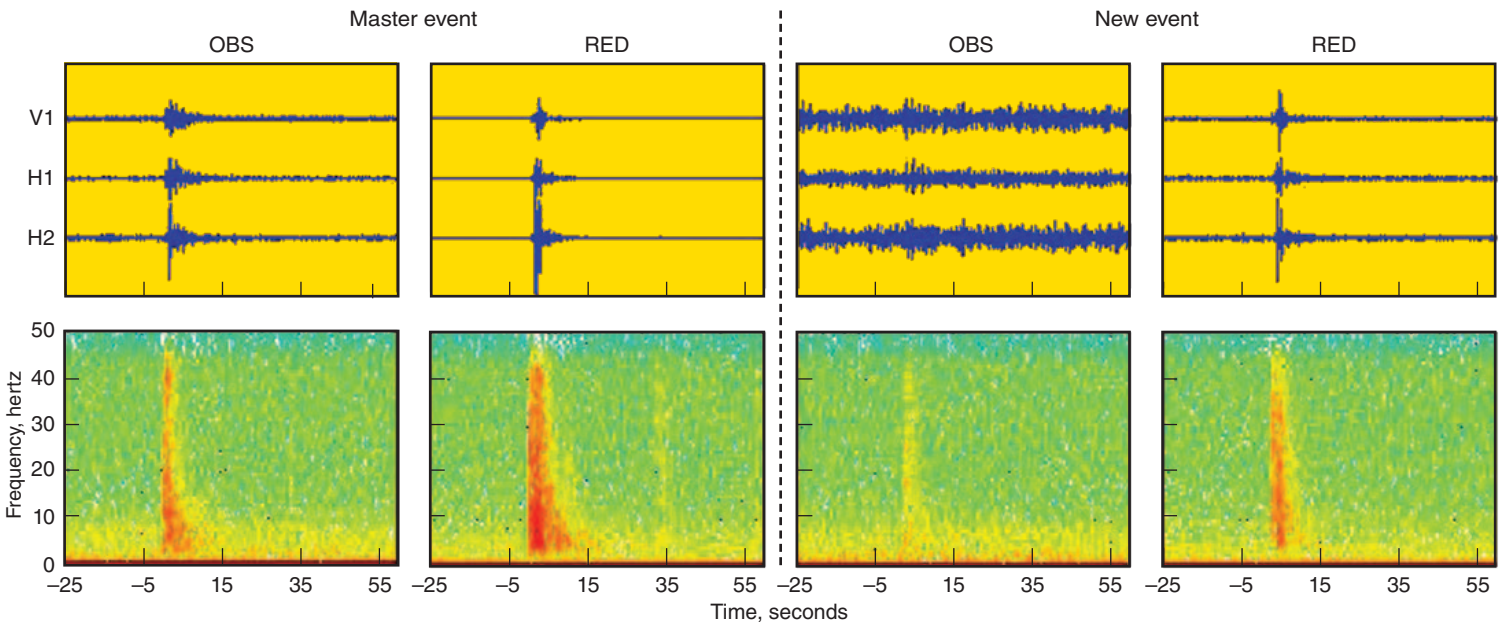 Master event New event
OBS RED OBS RED
V1
H1
H2
Frequency, hertz
50
40
30
20
10
0
–25 –5 15 35 55 –25 –5 15 35 55 –25 –5 15 35 55 –25 –5 15 35 55
Time, seconds